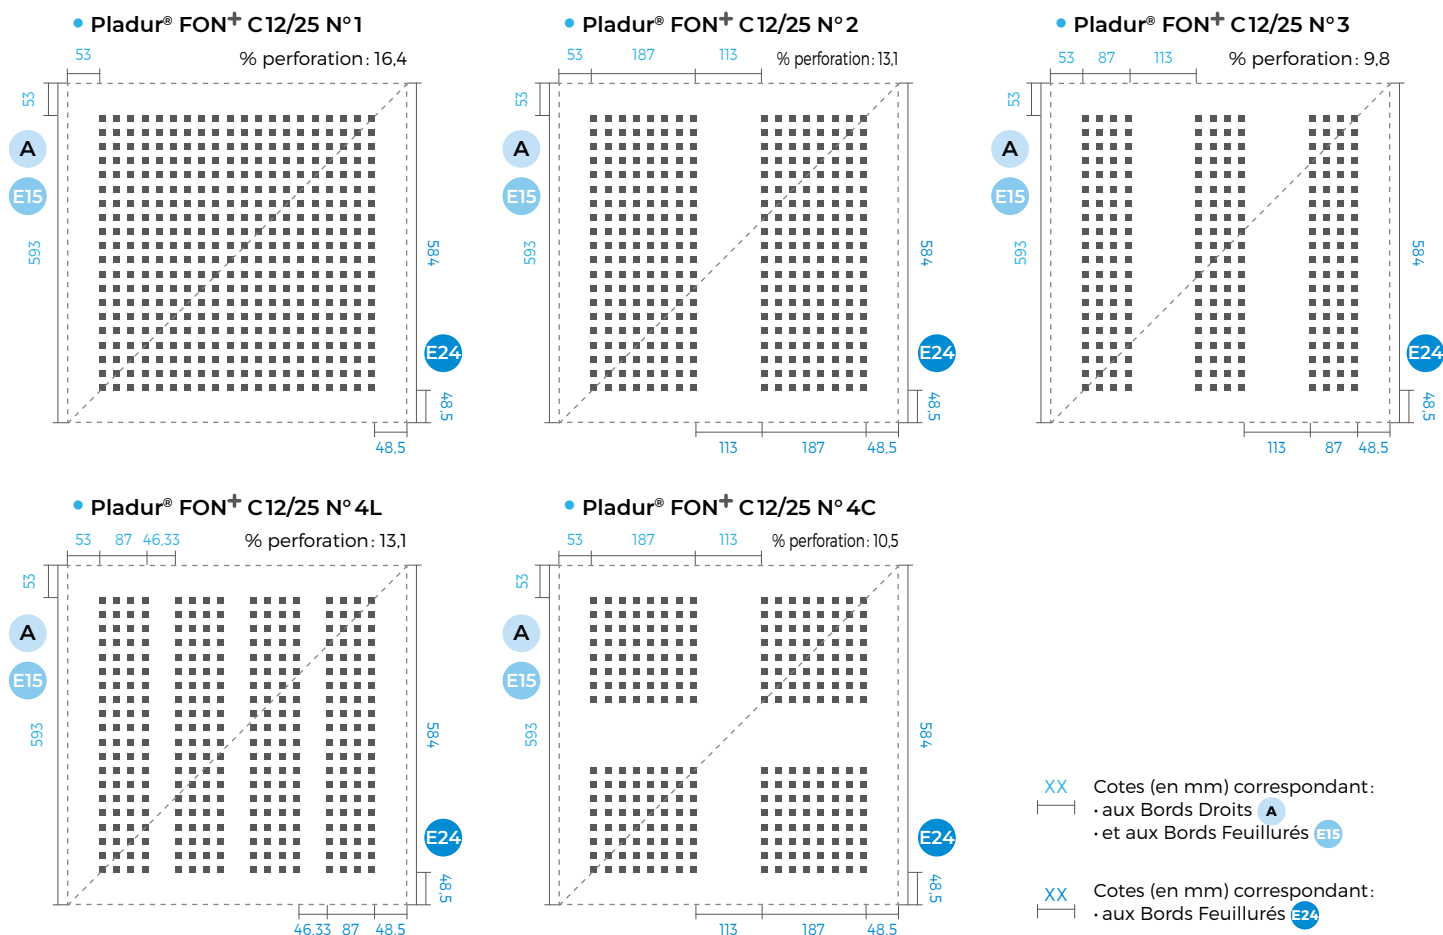 • Pladur® FON+ C 12/25 N° 1
53
% perforation : 16,4
53
A
E15
593
584
E24
48,5
48,5
• Pladur® FON+ C 12/25 N° 2
53 187 113
% perforation : 13,1
53
A
E15
593
584
E24
48,5
113 187 48,5
• Pladur® FON+ C 12/25 N° 3
53 87 113
% perforation : 9,8
53
A
E15
593
584
E24
48,5
113 87 48,5
• Pladur® FON+ C 12/25 N° 4L
53 87 46,33
% perforation : 13,1
53
A
E15
593
584
E24
48,5
46,33 87 48,5
• Pladur® FON+ C 12/25 N° 4C
53 187 113
% perforation : 10,5
53
A
E15
593
584
E24
48,5
113 187 48,5
XX Cotes (en mm) correspondant :
· aux Bords Droits A
· et aux Bords Feuillurés E15
XX Cotes (en mm) correspondant :
· aux Bords Feuillurés E24